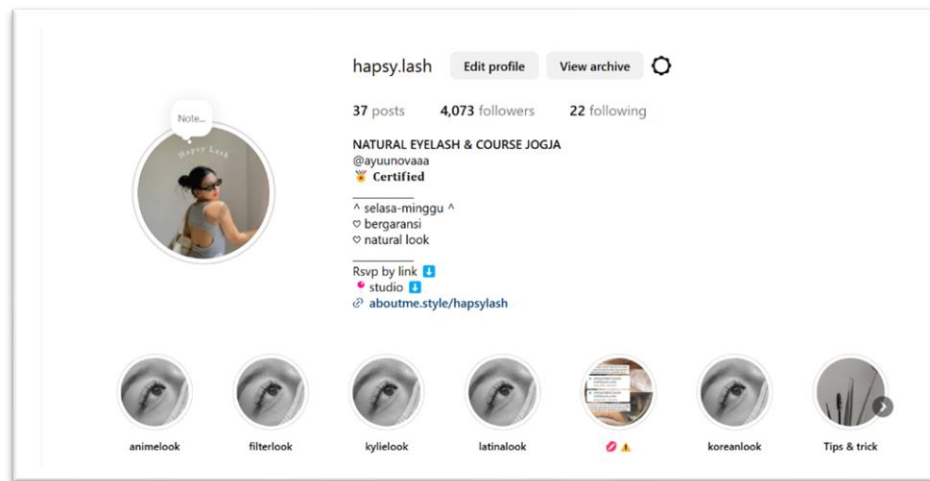 hapsy.lash Edit profile View archive
37 posts 4,073 followers 22 following
Note...
Hapsy Lash
NATURAL EYELASH & COURSE JOGJA
@ayuunovaaa
🏅 Certified
^ selasa-minggu ^
♡ bergaransi
♡ natural look
Rsvp by link ⬇️
📍 studio ⬇️
aboutme.style/hapsylash
animelook filterlook kylielook latinalook 💋⚠️ koreanlook Tips & trick